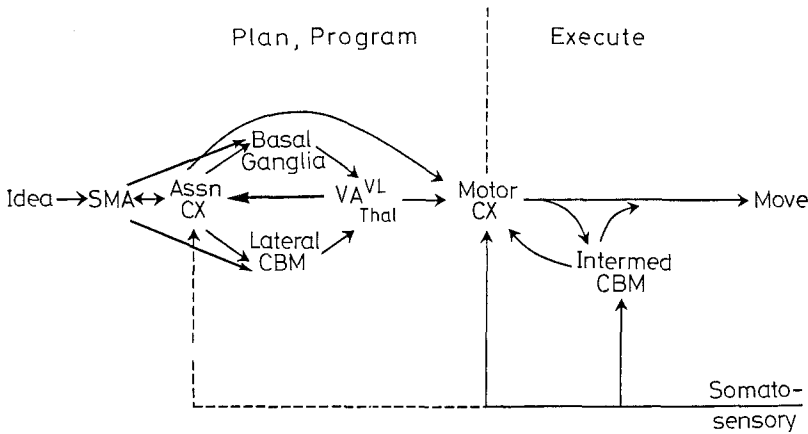 Plan, Program
Execute
Basal
Ganglia
Idea
SMA
Assn
CX
VA VL
Thal
Motor
CX
Move
Lateral
CBM
Intermed
CBM
Somato-
sensory